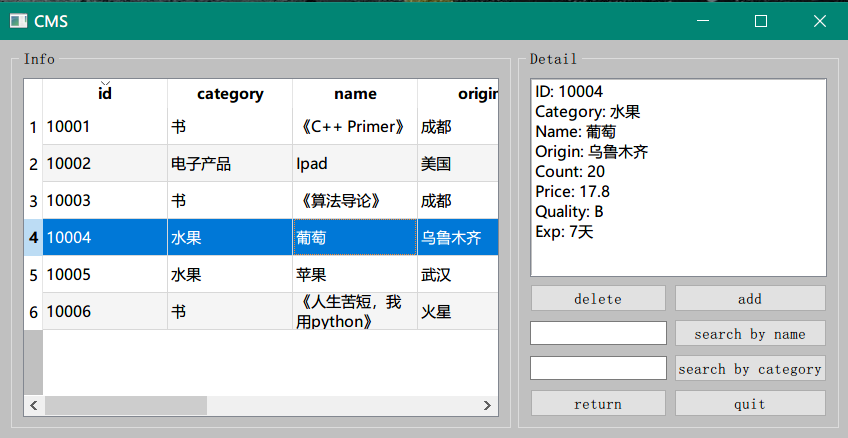 CMS
Info
id category name origin
1 10001 书 《C++ Primer》 成都
2 10002 电子产品 Ipad 美国
3 10003 书 《算法导论》 成都
4 10004 水果 葡萄 乌鲁木齐
5 10005 水果 苹果 武汉
6 10006 书 《人生苦短，我 火星
用python》
Detail
ID: 10004
Category: 水果
Name: 葡萄
Origin: 乌鲁木齐
Count: 20
Price: 17.8
Quality: B
Exp: 7天
delete add
search by name
search by category
return quit